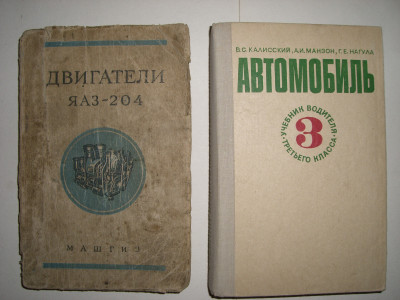 ДВИГАТЕЛИ
ЯАЗ-204
МАШГИЗ
В.С.КАЛИССКИЙ, А.И.МАНЗОН, Г.Е.НАГУЛА
АВТОМОБИЛЬ
УЧЕБНИК ВОДИТЕЛЯ
3
ТРЕТЬЕГО КЛАССА